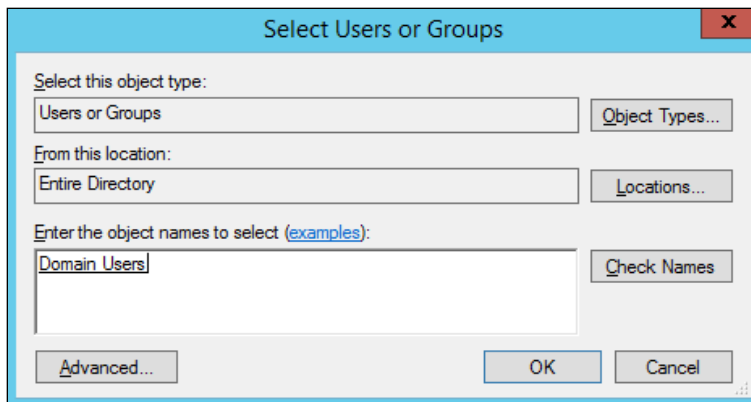 Select Users or Groups
x
Select this object type:
Users or Groups
Object Types...
From this location:
Entire Directory
Locations...
Enter the object names to select (examples):
Domain Users
Check Names
Advanced...
OK
Cancel